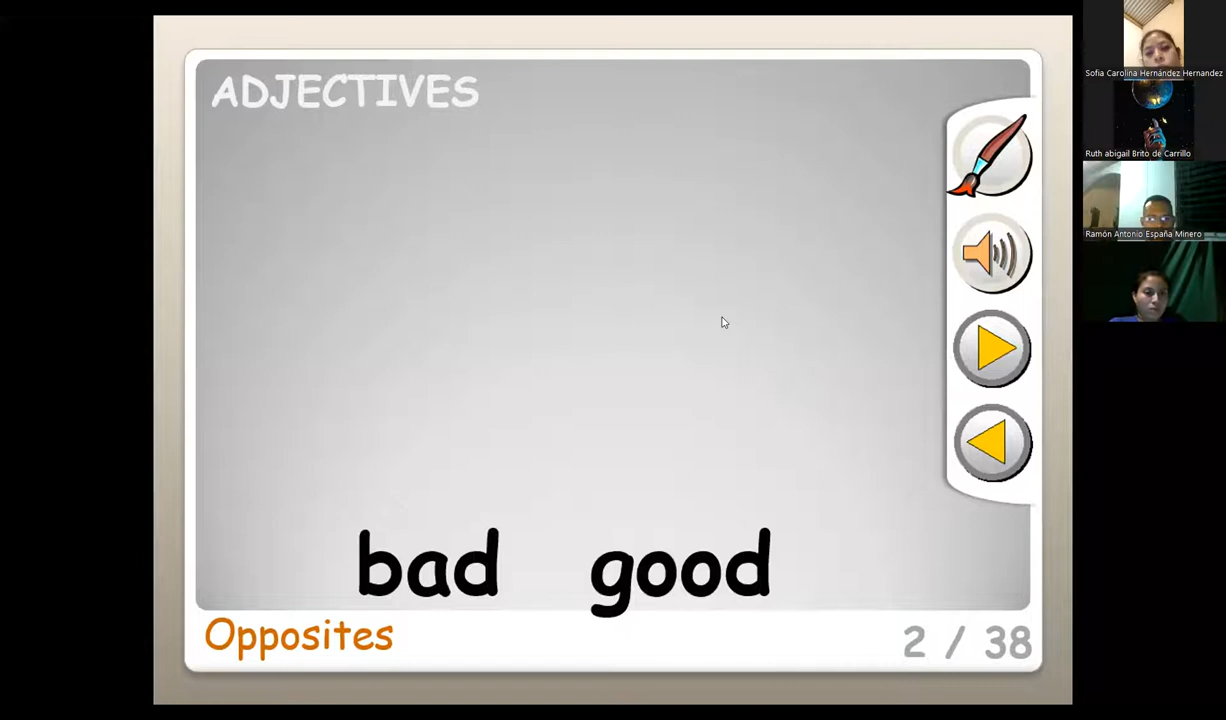 ADJECTIVES
bad good
Opposites
2 / 38
Sofia Carolina Hernández Hernandez
Ruth abigail Brito de Carrillo
Ramón Antonio España Minero